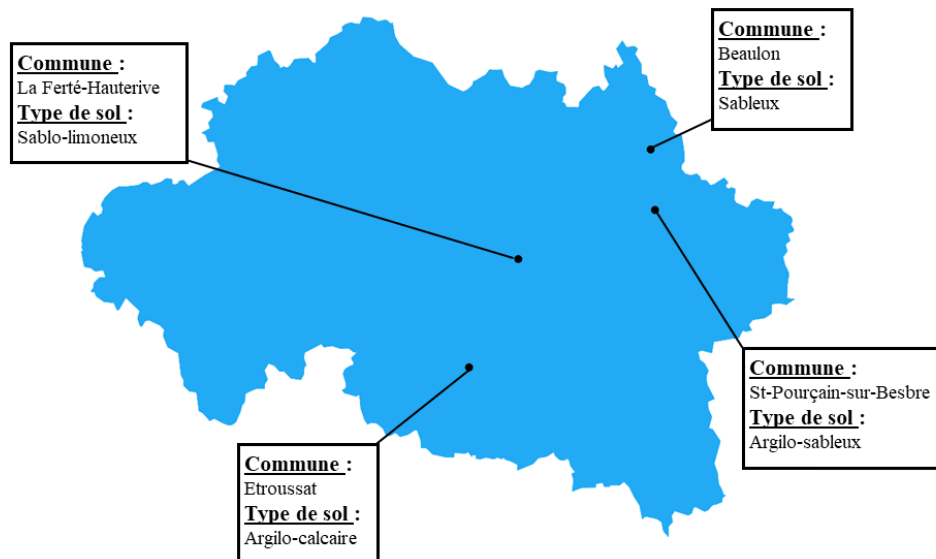 Commune :
La Ferté-Hauterive
Type de sol :
Sablo-limoneux
Commune :
Beaulon
Type de sol :
Sableux
Commune :
St-Pourçain-sur-Besbre
Type de sol :
Argilo-sableux
Commune :
Etroussat
Type de sol :
Argilo-calcaire